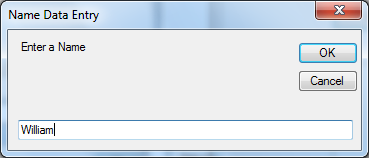 Name Data Entry
Enter a Name
OK
Cancel
William